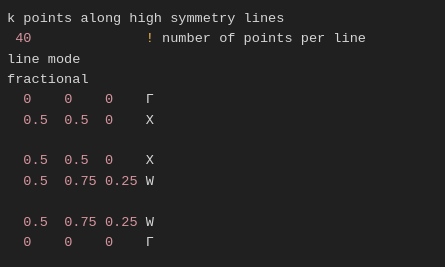 k points along high symmetry lines
40 ! number of points per line
line mode
fractional
0 0 0 Γ
0.5 0.5 0 X
0.5 0.5 0 X
0.5 0.75 0.25 W
0.5 0.75 0.25 W
0 0 0 Γ